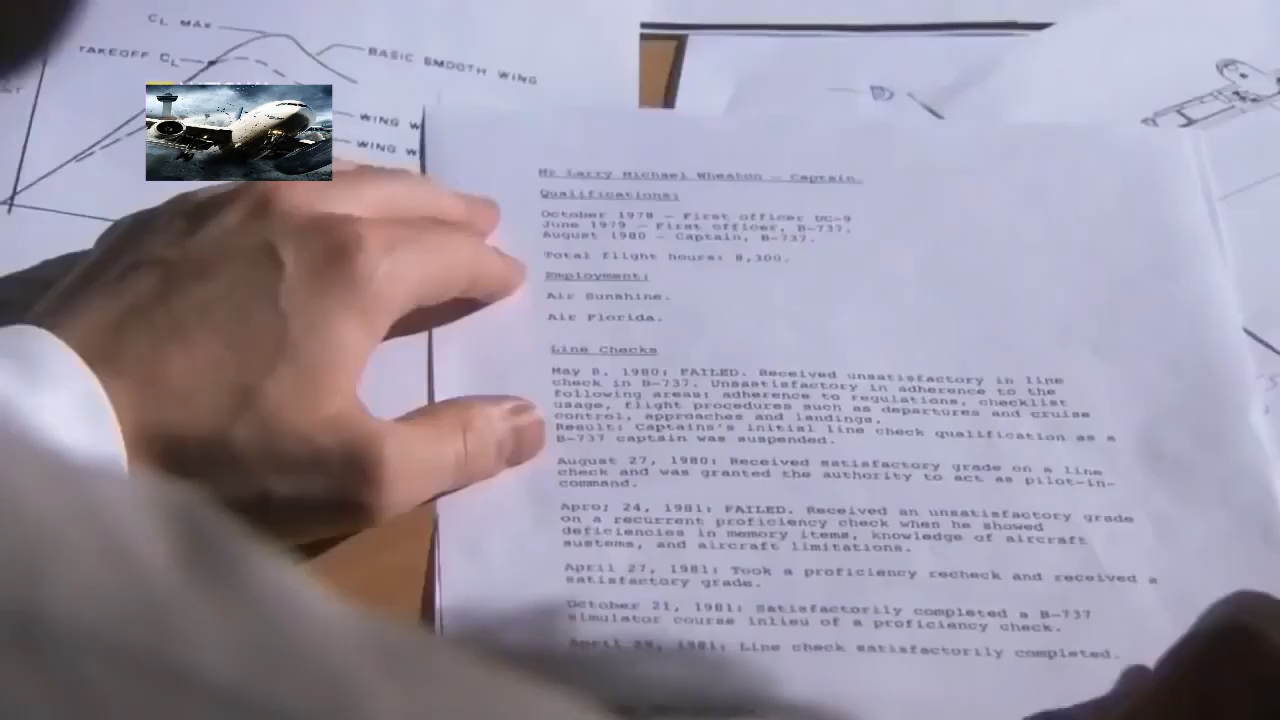 CL MAX
TAKEOFF CL
BASIC SMOOTH WING
WING W
WING W
ST
Mr Larry Michael Wheaton - Captain.
Qualifications:
October 1978 - First officer DC-9
June 1979 - First officer, B-737.
August 1980 - Captain, B-737.
Total flight hours: 8,300.
Employment:
Air Sunshine.
Air Florida.
Line Checks
May 8, 1980: FAILED. Received unsatisfactory in line
check in B-737. Unsastisfactory in adherence to the
following areas: adherence to regulations, checklist
usage, flight procedures such as departures and cruise
control, approaches and landings.
Result: Captains's initial line check qualification as a
B-737 captain was suspended.
August 27, 1980: Received satisfactory grade on a line
check and was granted the authority to act as pilot-in-
command.
Apro; 24, 1981: FAILED. Received an unsatisfactory grade
on a recurrent proficiency check when he showed
deficiencies in memory items, knowledge of aircraft
sustems, and aircraft limitations.
April 27, 1981: Took a proficiency recheck and received a
satisfactory grade.
October 21, 1981: Satisfactorily completed a B-737
simulator course inlieu of a proficiency check.
April 29, 1981: Line check satisfactorily completed.